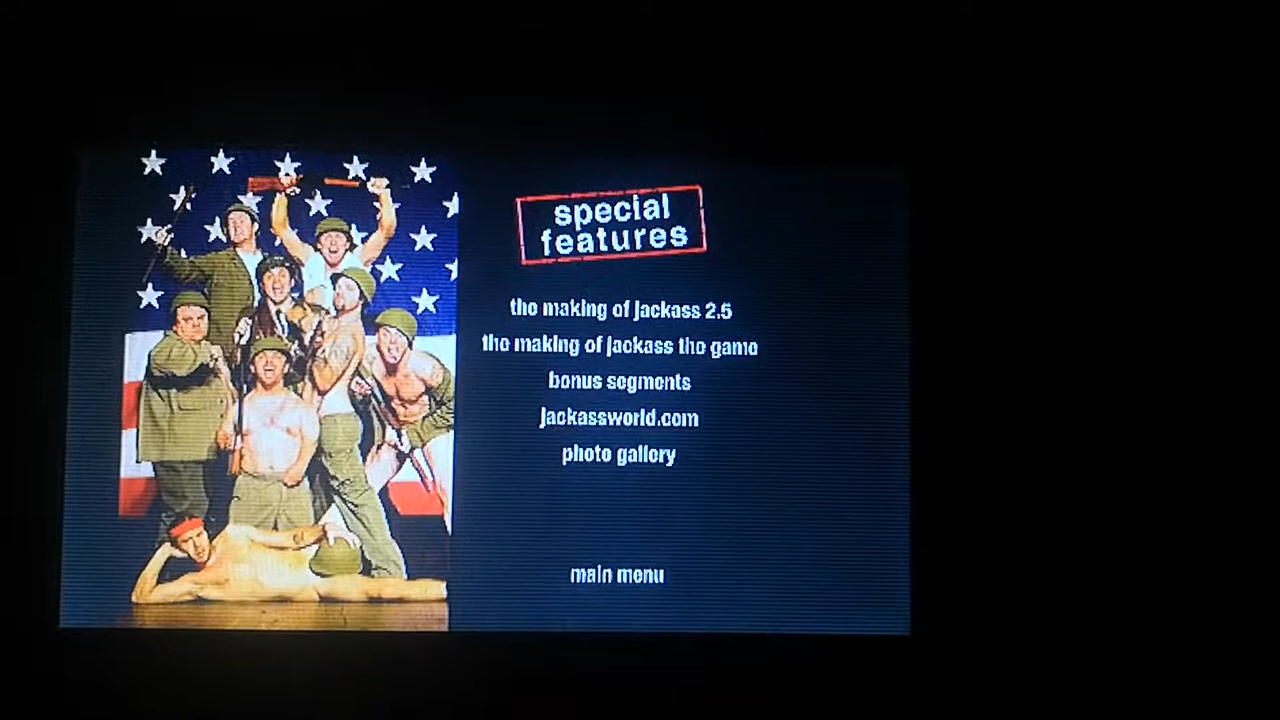 special
features
the making of jackass 2.5
the making of jackass the game
bonus segments
jackassworld.com
photo gallery
main menu